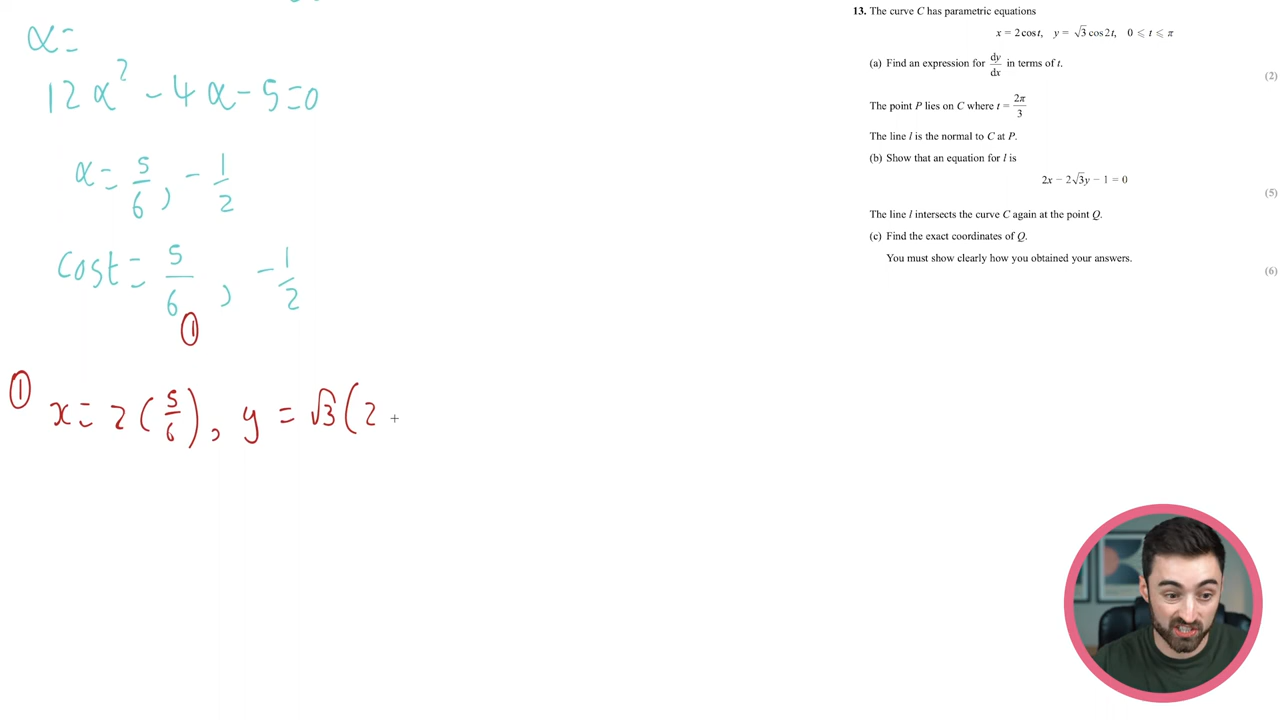 α=
12α² - 4α - 5 = 0
α = 5/6, -1/2
cost = 5/6, -1/2
①
① x = 2(5/6), y = √3(2
13. The curve C has parametric equations
x = 2 cos t, y = √3 cos 2t, 0 ⩽ t ⩽ π
(a) Find an expression for dy/dx in terms of t.
(2)
The point P lies on C where t = 2π/3
The line l is the normal to C at P.
(b) Show that an equation for l is
2x − 2√3y − 1 = 0
(5)
The line l intersects the curve C again at the point Q.
(c) Find the exact coordinates of Q.
You must show clearly how you obtained your answers.
(6)